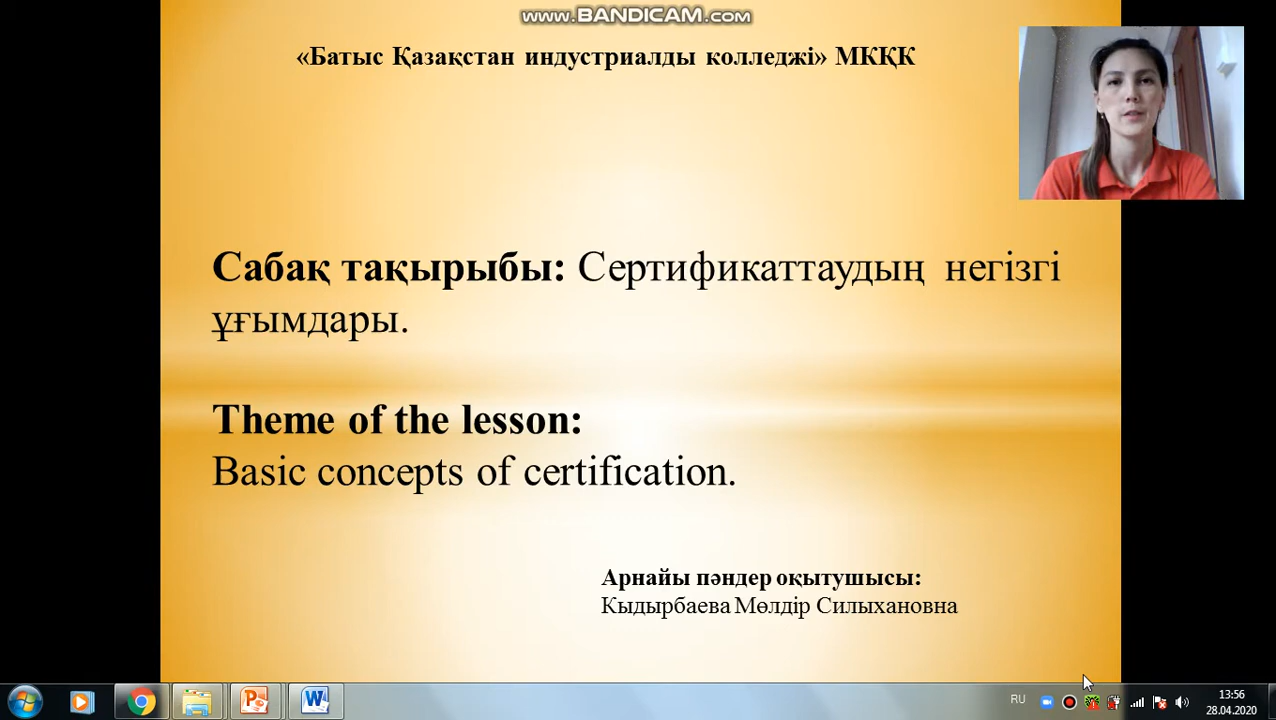 www.BANDICAM.com
«Батыс Қазақстан индустриалды колледжі» МКҚК
Сабақ тақырыбы: Сертификаттаудың негізгі
ұғымдары.
Theme of the lesson:
Basic concepts of certification.
Арнайы пәндер оқытушысы:
Кыдырбаева Мөлдір Силыхановна
RU
13:56
28.04.2020